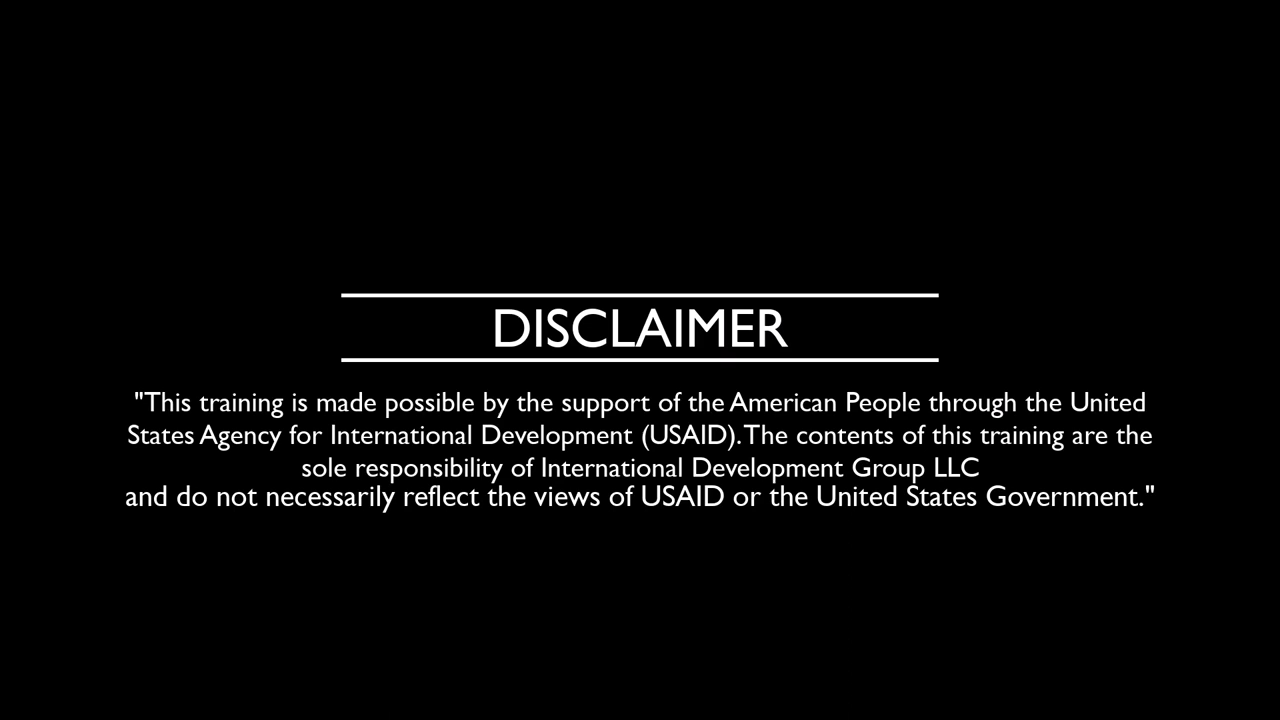 DISCLAIMER
"This training is made possible by the support of the American People through the United
States Agency for International Development (USAID). The contents of this training are the
sole responsibility of International Development Group LLC
and do not necessarily reflect the views of USAID or the United States Government."